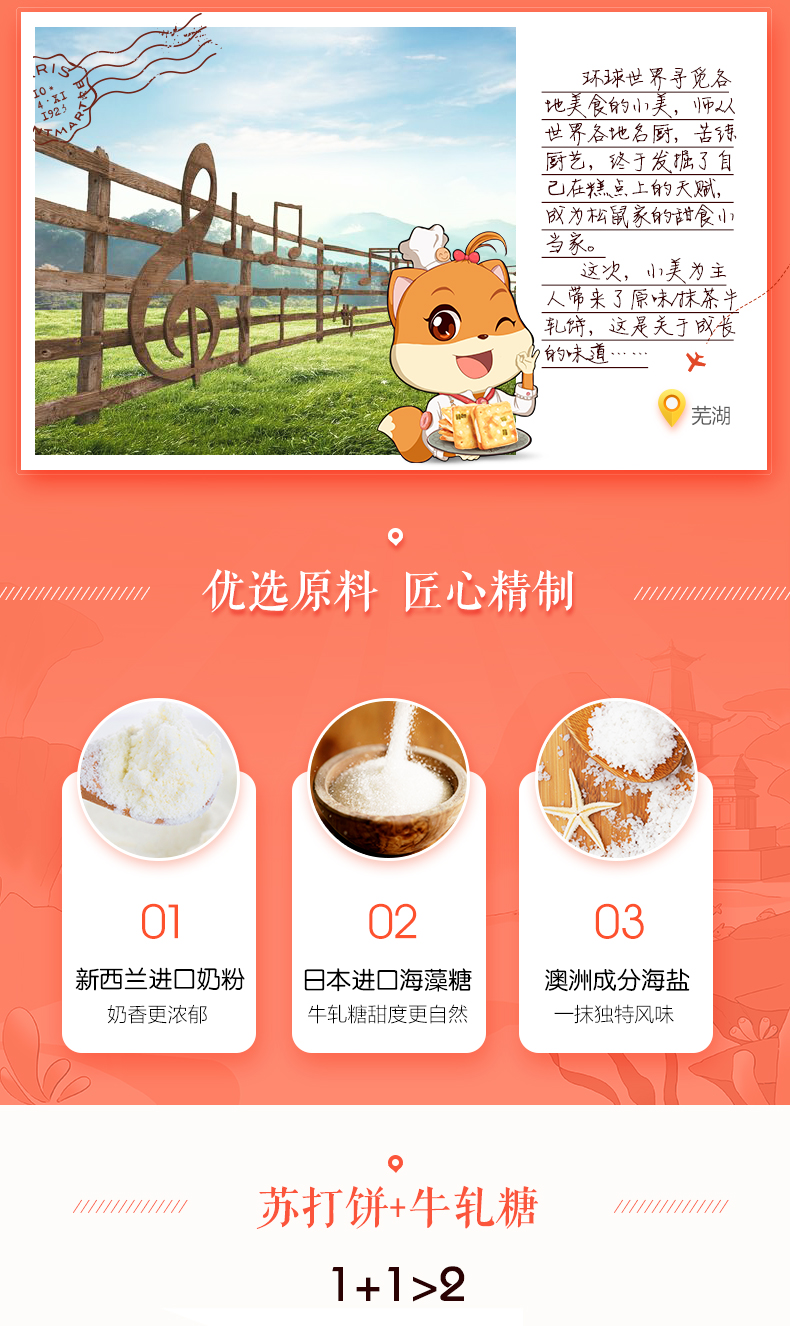 RIS
10
4·XI
1923
环球世界寻觅各
地美食的小美，师从
世界各地名厨，苦练
厨艺，终于发掘了自
己在糕点上的天赋，
成为松鼠家的甜食小
当家。
这次，小美为主
人带来了原味/抹茶牛
轧饼，这是关于成长
的味道……
芜湖
优选原料 匠心精制
01
新西兰进口奶粉
奶香更浓郁
02
日本进口海藻糖
牛轧糖甜度更自然
03
澳洲成分海盐
一抹独特风味
苏打饼+牛轧糖
1+1>2